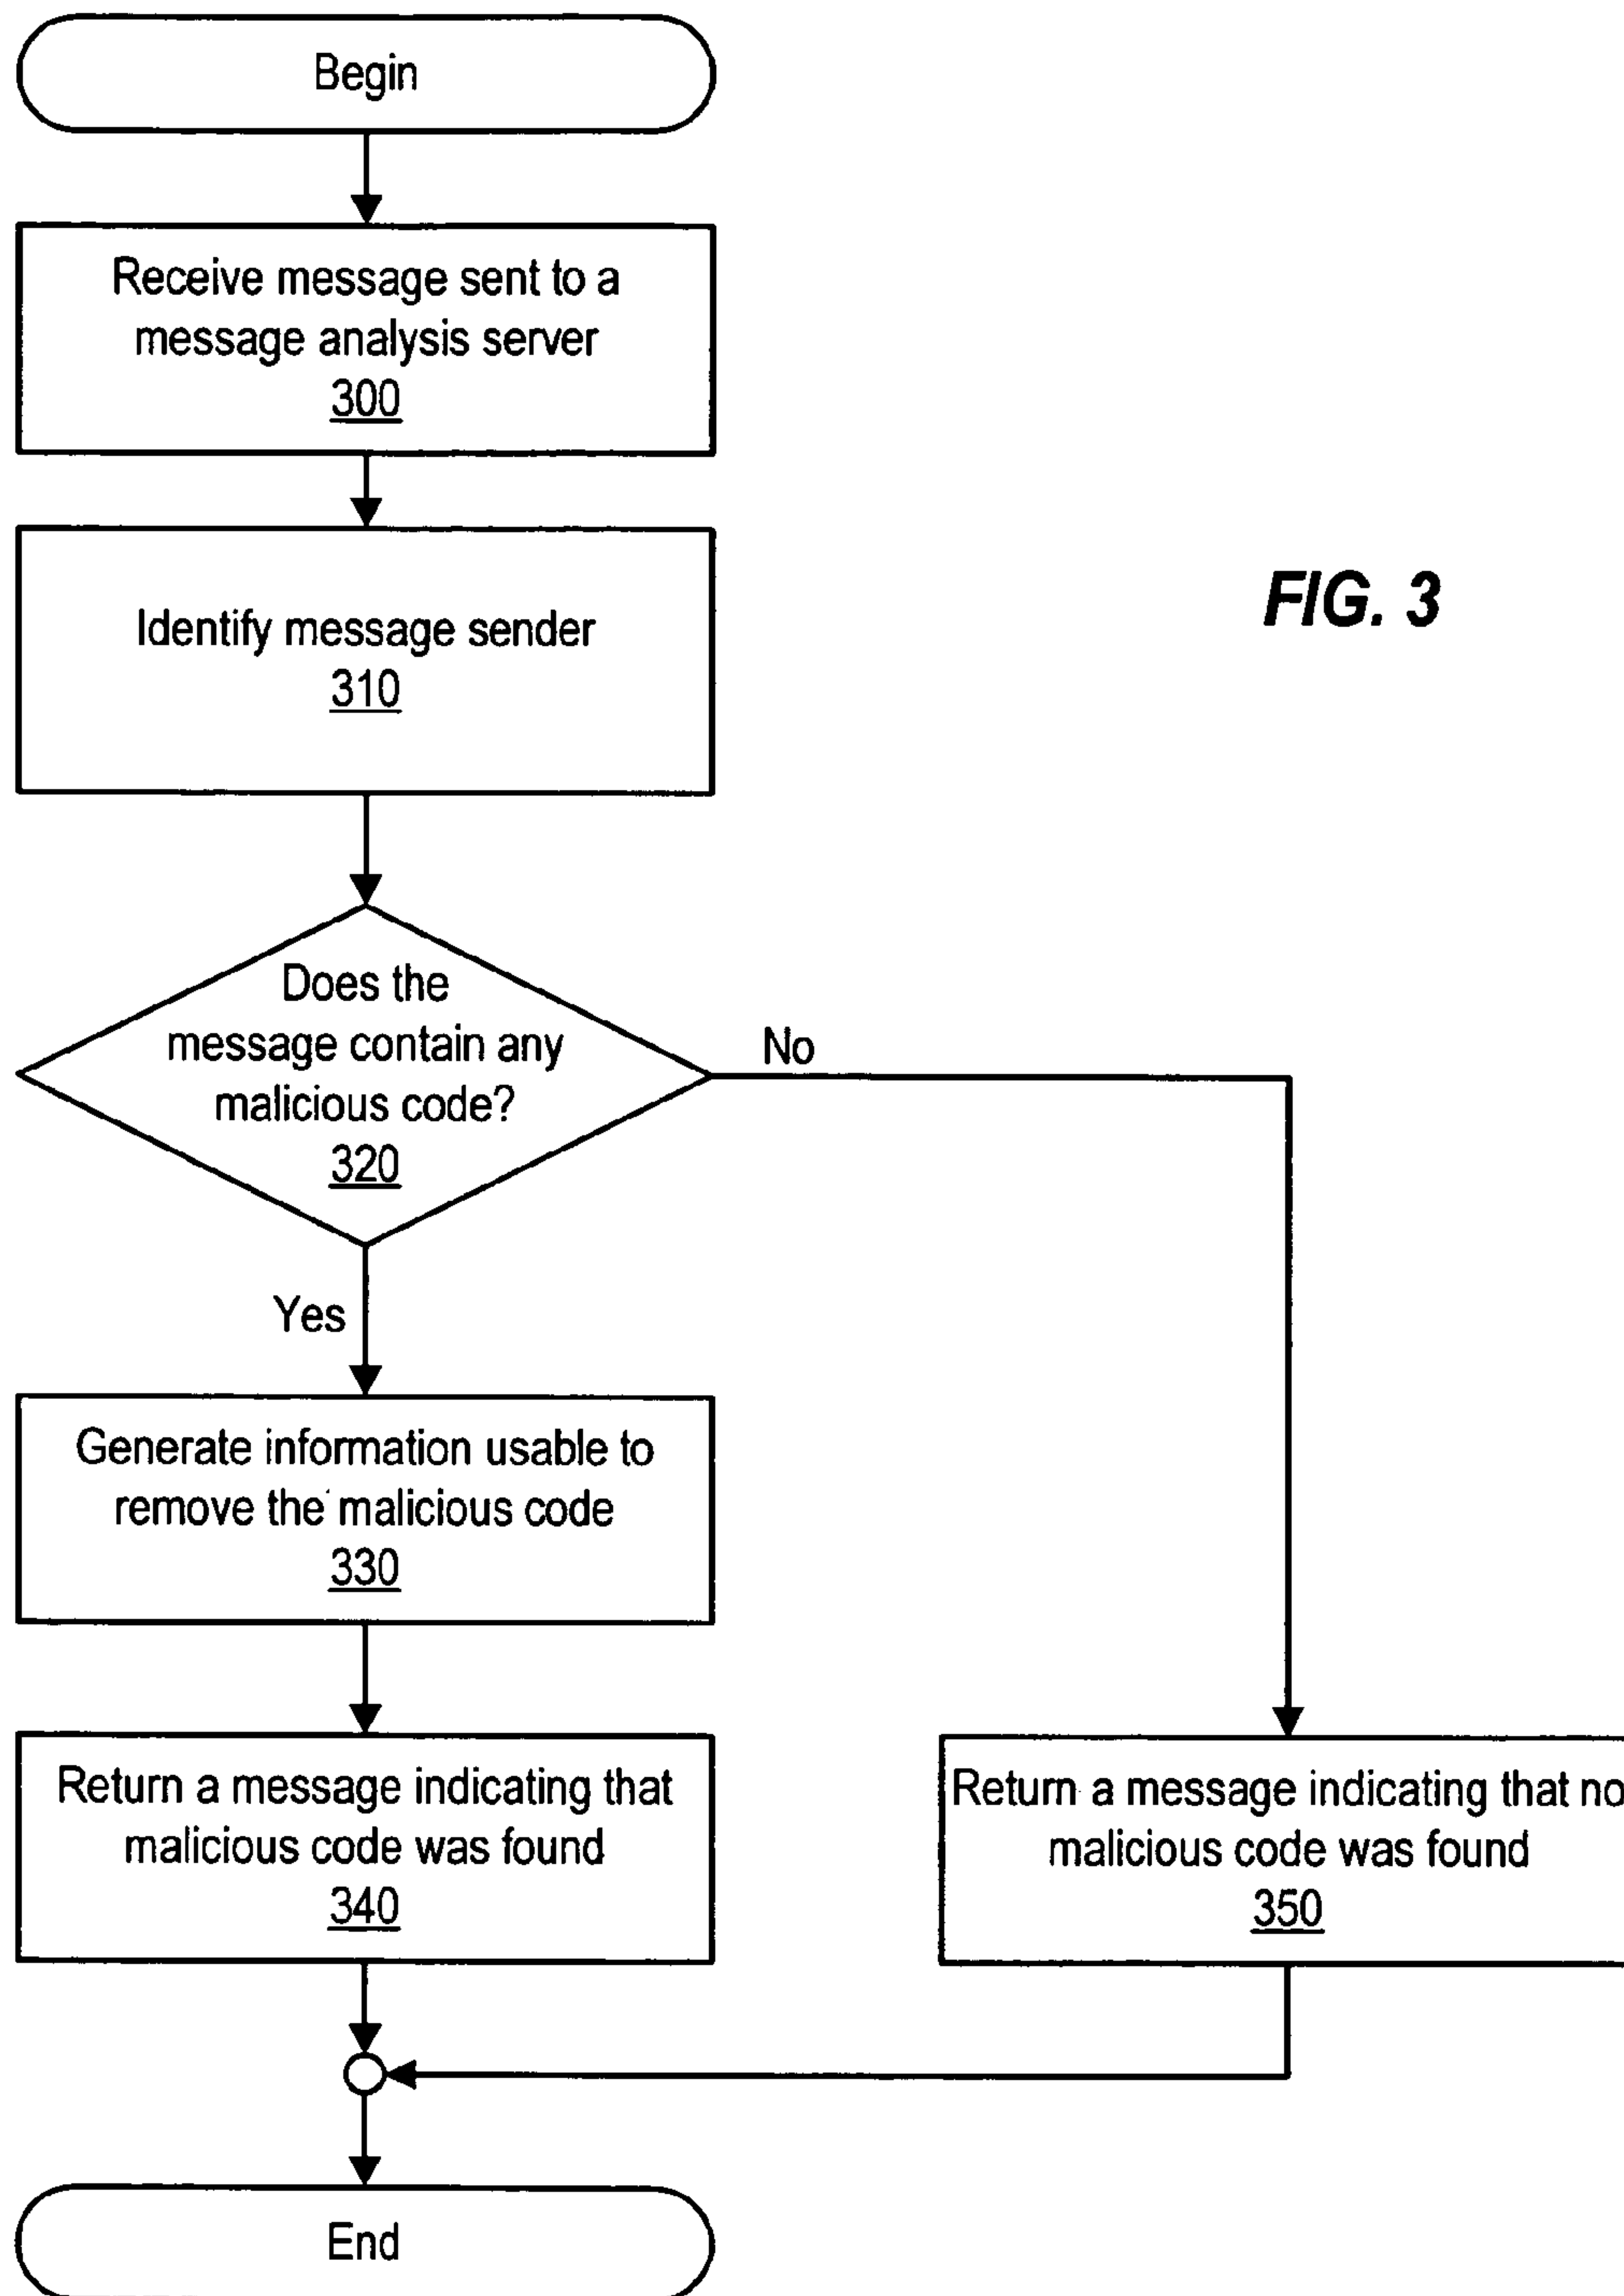 Begin
Receive message sent to a
message analysis server
300
Identify message sender
310
FIG. 3
Does the
message contain any
malicious code?
320
No
Yes
Generate information usable to
remove the malicious code
330
Return a message indicating that
malicious code was found
340
Return a message indicating that no
malicious code was found
350
End